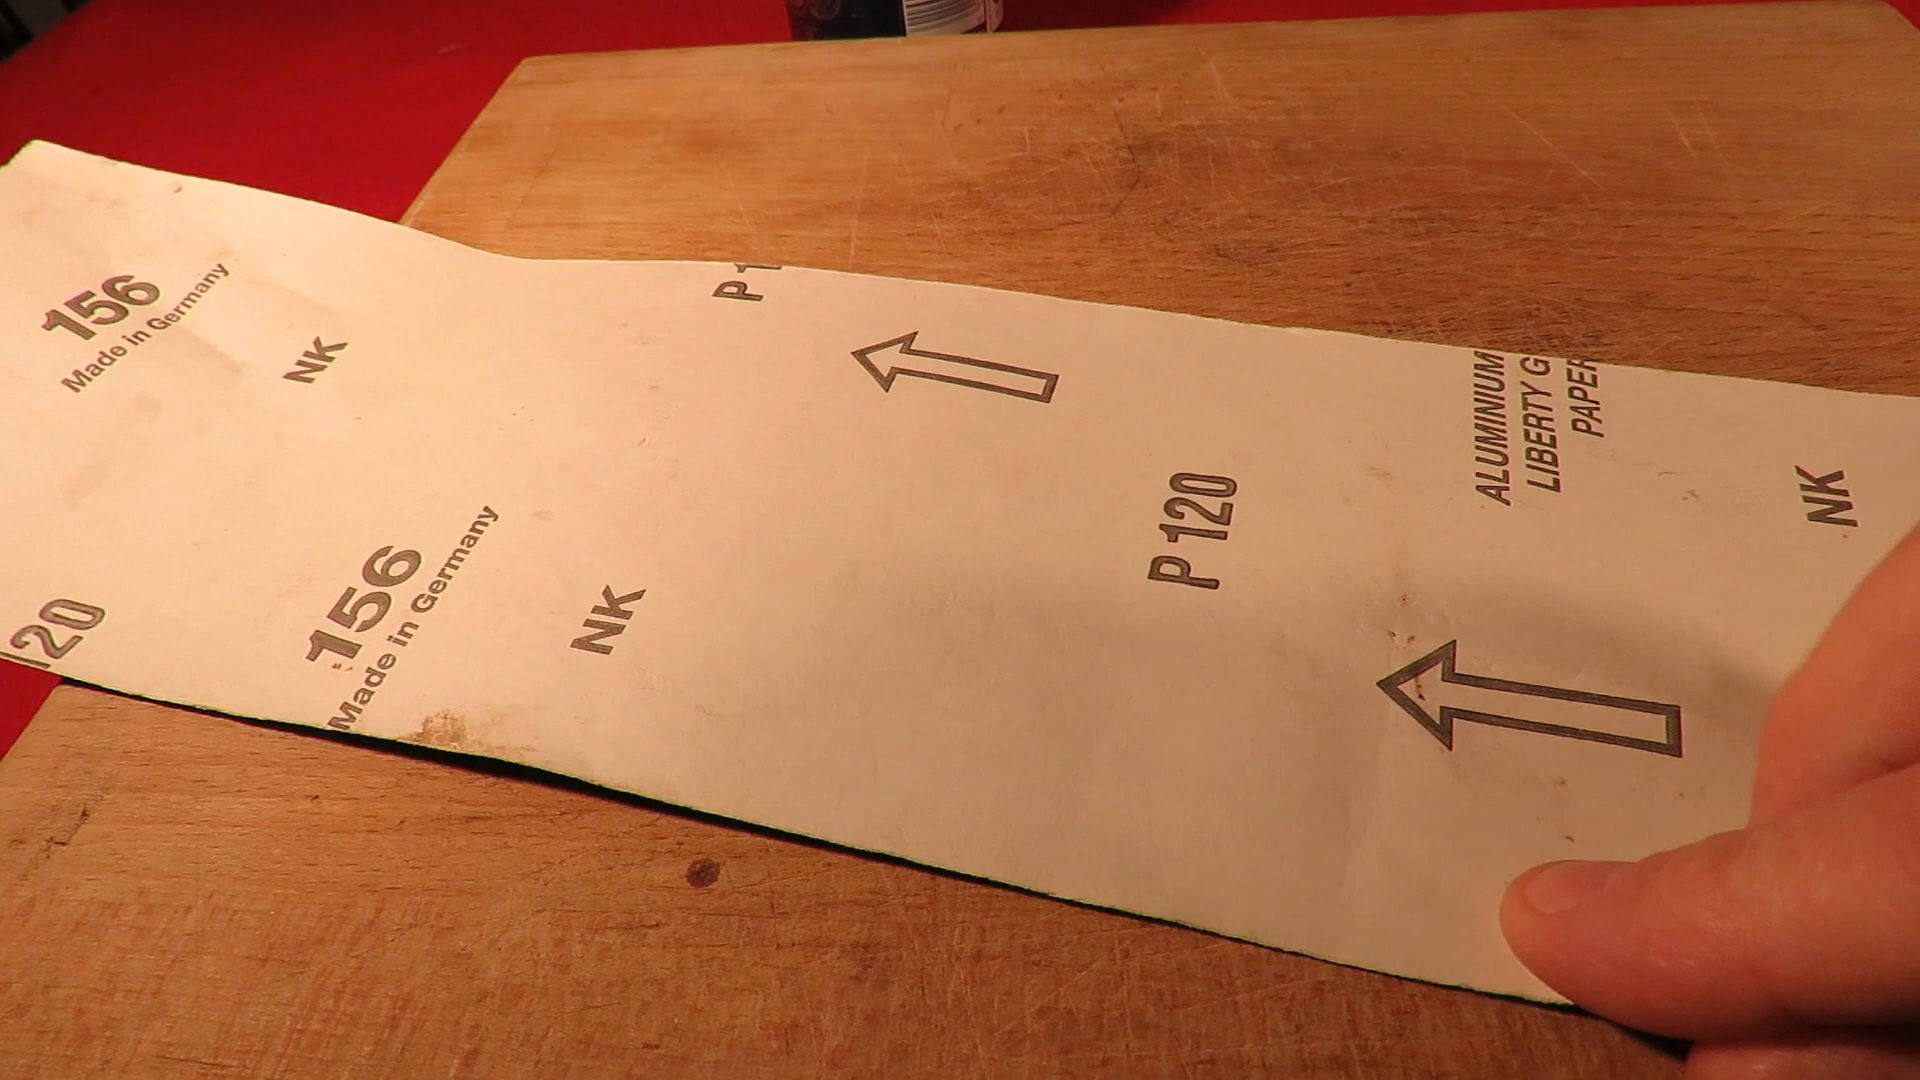 156
Made in Germany
NK
P 1
ALUMINIUM
LIBERTY G
PAPER
NK
P 120
120
156
Made in Germany
NK